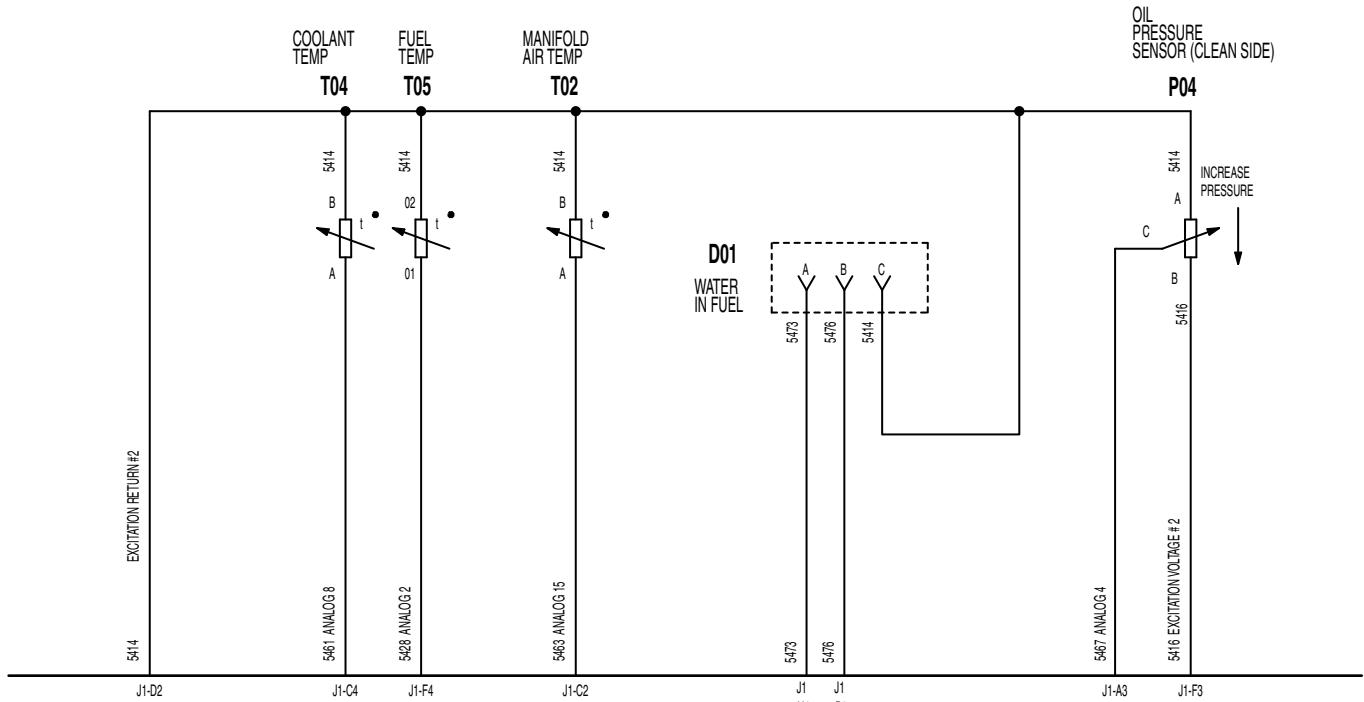 OIL
PRESSURE
SENSOR (CLEAN SIDE)
P04
COOLANT
TEMP
T04
FUEL
TEMP
T05
MANIFOLD
AIR TEMP
T02
5414
5414
5414
5414
INCREASE
PRESSURE
B
02
B
A
t
t
t
C
A
01
A
B
D01
WATER
IN FUEL
A
B
C
5473
5476
5414
5416
EXCITATION RETURN #2
5414
5461 ANALOG 8
5428 ANALOG 2
5463 ANALOG 15
5473
5476
5467 ANALOG 4
5416 EXCITATION VOLTAGE # 2
J1-D2
J1-C4
J1-F4
J1-C2
J1
J1
J1-A3
J1-F3